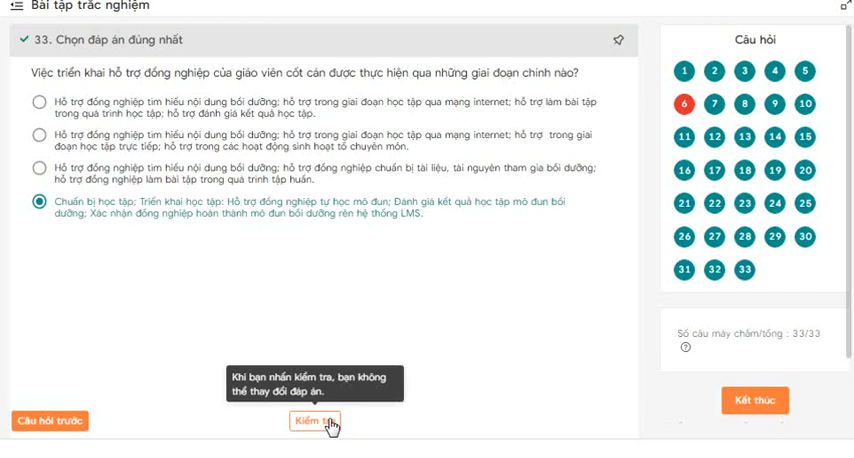 Bài tập trắc nghiệm
33. Chọn đáp án đúng nhất
Việc triển khai hỗ trợ đồng nghiệp của giáo viên cốt cán được thực hiện qua những giai đoạn chính nào?
Hỗ trợ đồng nghiệp tìm hiểu nội dung bồi dưỡng; hỗ trợ trong giai đoạn học tập qua mạng internet; hỗ trợ làm bài tập
trong quá trình học tập; hỗ trợ đánh giá kết quả học tập.
Hỗ trợ đồng nghiệp tìm hiểu nội dung bồi dưỡng; hỗ trợ trong giai đoạn học tập qua mạng internet; hỗ trợ trong giai
đoạn học tập trực tiếp; hỗ trợ trong các hoạt động sinh hoạt tổ chuyên môn.
Hỗ trợ đồng nghiệp tìm hiểu nội dung bồi dưỡng; hỗ trợ đồng nghiệp chuẩn bị tài liệu, tài nguyên tham gia bồi dưỡng;
hỗ trợ đồng nghiệp làm bài tập trong quá trình tập huấn.
Chuẩn bị học tập; Triển khai học tập: Hỗ trợ đồng nghiệp tự học mô đun; Đánh giá kết quả học tập mô đun bồi
dưỡng; Xác nhận đồng nghiệp hoàn thành mô đun bồi dưỡng rên hệ thống LMS.
Khi bạn nhấn kiểm tra, bạn không
thể thay đổi đáp án.
Câu hỏi trước
Kiểm tra
Câu hỏi
1 2 3 4 5
6 7 8 9 10
11 12 13 14 15
16 17 18 19 20
21 22 23 24 25
26 27 28 29 30
31 32 33
Số câu máy chấm/tổng : 33/33
?
Kết thúc